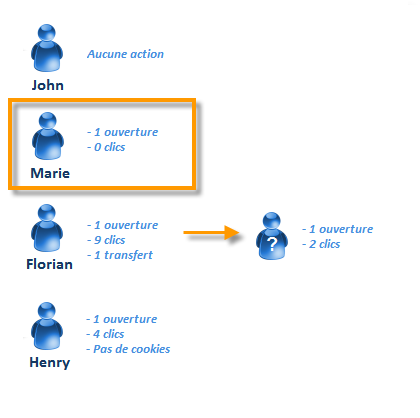 Aucune action
John
- 1 ouverture
- 0 clics
Marie
- 1 ouverture
- 9 clics
- 1 transfert
Florian
?
- 1 ouverture
- 2 clics
- 1 ouverture
- 4 clics
- Pas de cookies
Henry